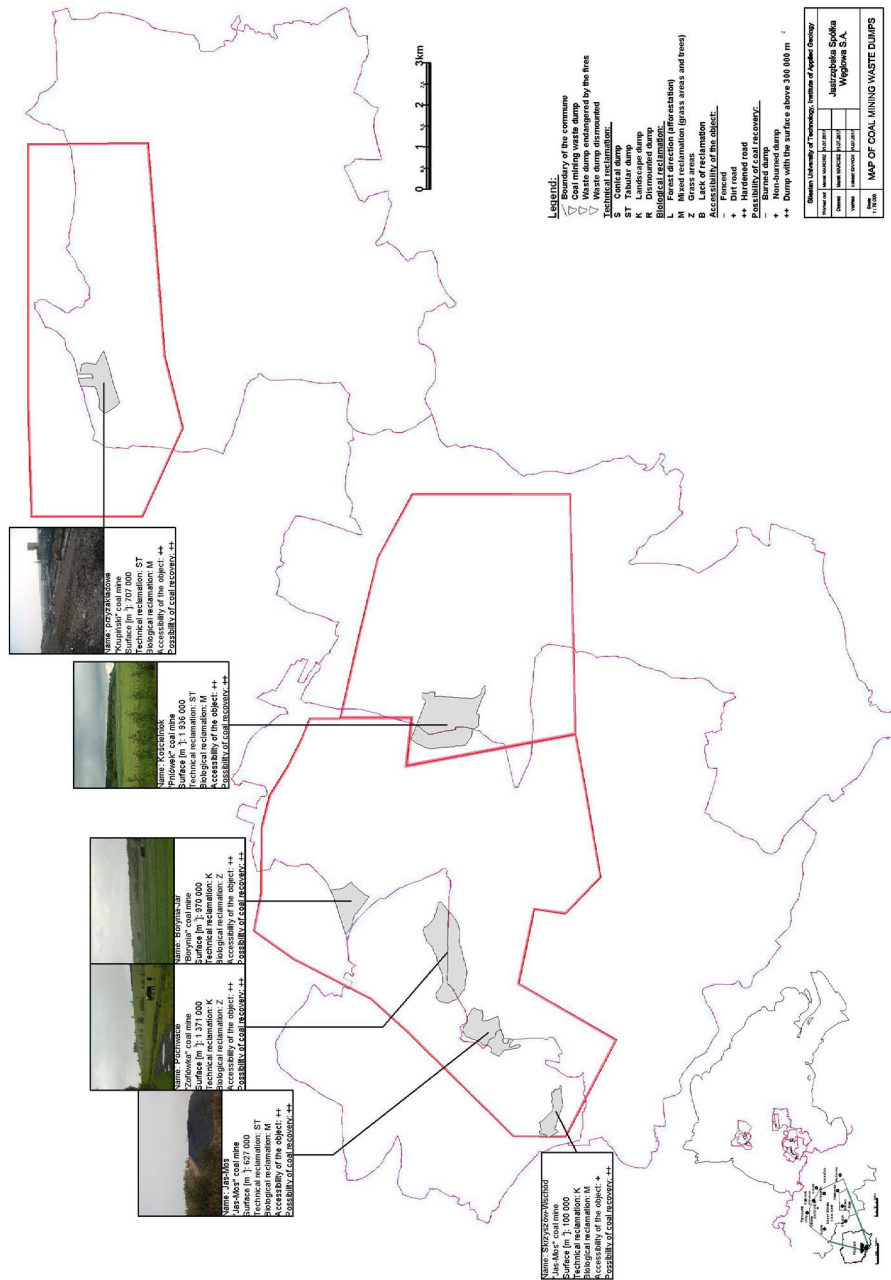 Name: przyzakładowe
"Krupiński" coal mine
Surface [m²]: 707 000
Technical reclamation: ST
Biological reclamation: M
Accessibility of the object: ++
Possibility of coal recovery: ++
Name: Kościelniok
"Pniówek" coal mine
Surface [m²]: 1 936 000
Technical reclamation: ST
Biological reclamation: M
Accessibility of the object: ++
Possibility of coal recovery: ++
Name: Borynia-Jar
"Borynia" coal mine
Surface [m²]: 970 000
Technical reclamation: K
Biological reclamation: Z
Accessibility of the object: ++
Possibility of coal recovery: ++
Name: Pochwacie
"Zofiówka" coal mine
Surface [m²]: 1 371 000
Technical reclamation: K
Biological reclamation: Z
Accessibility of the object: ++
Possibility of coal recovery: ++
Name: Jas-Mos
"Jas-Mos" coal mine
Surface [m²]: 627 000
Technical reclamation: ST
Biological reclamation: M
Accessibility of the object: ++
Possibility of coal recovery: ++
Name: Skrzyszów-Wschód
"Jas-Mos" coal mine
Surface [m²]: 100 000
Technical reclamation: K
Biological reclamation: M
Accessibility of the object: +
Possibility of coal recovery: ++
0 1 2 3km
Legend:
Boundary of the commune
Coal mining waste dump
Waste dump endangered by the fires
Waste dump dismounted
Technical reclamation:
S Conical dump
ST Tabular dump
K Landscape dump
R Dismounted dump
Biological reclamation:
L Forest direction (afforestation)
M Mixed reclamation (grass areas and trees)
Z Grass areas
B Lack of reclamation
Accessibility of the object:
− Fenced
+ Dirt road
++ Hardened road
Possibility of coal recovery:
− Burned dump
+ Non-burned dump
++ Dump with the surface above 300 000 m²
Silesian University of Technology, Institute of Applied Geology
Jastrzębska Spółka
Węglowa S.A.
Scale
1:75 000
MAP OF COAL MINING WASTE DUMPS